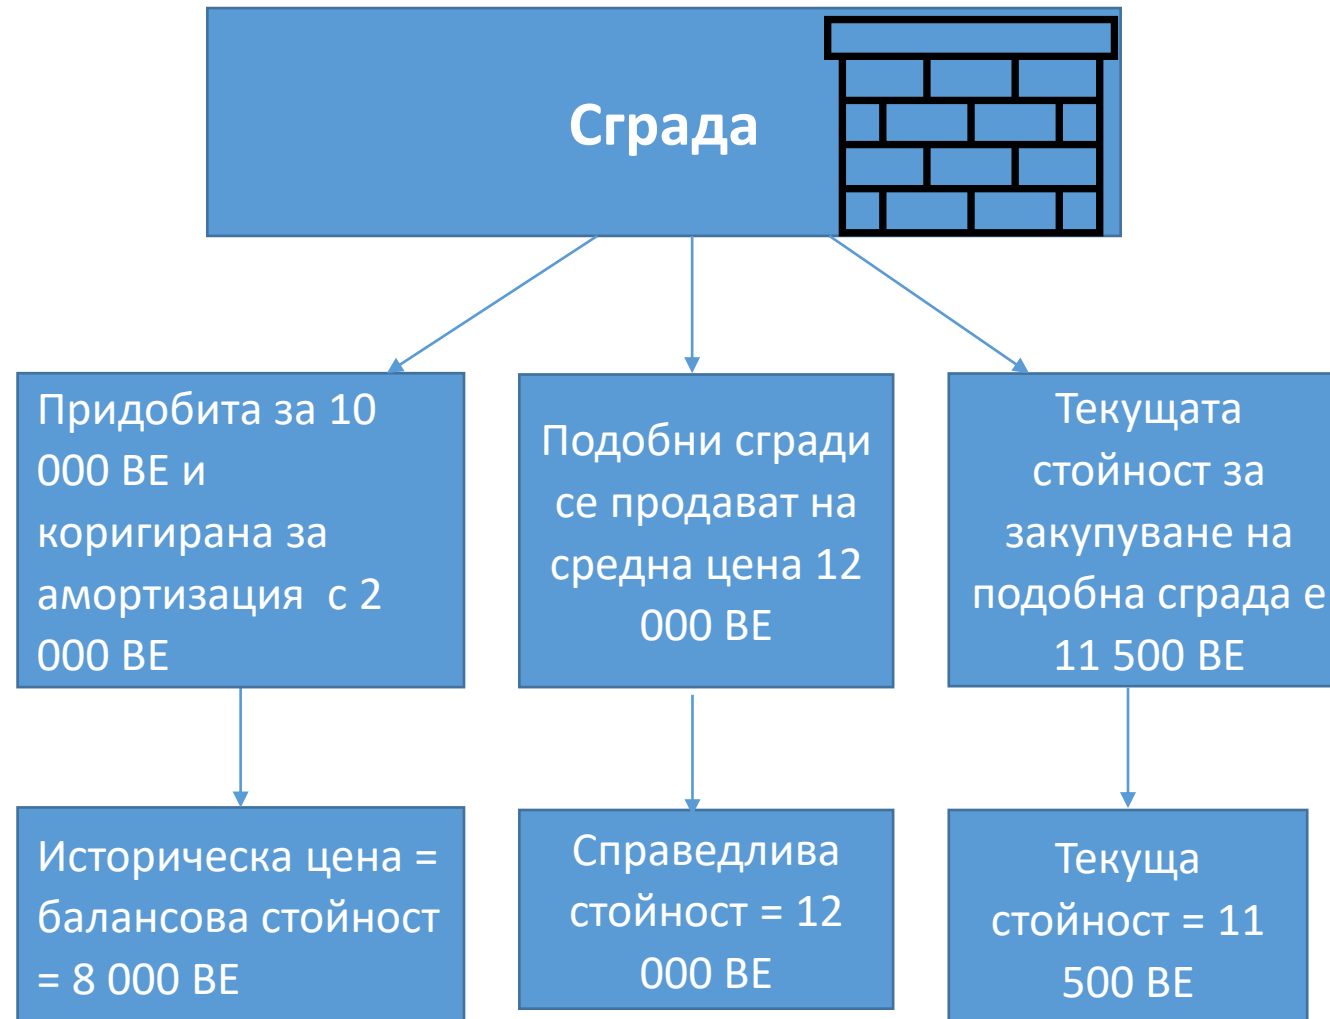 Сграда
Придобита за 10
000 ВЕ и
коригирана за
амортизация  с 2
000 ВЕ
Подобни сгради
се продават на
средна цена 12
000 ВЕ
Текущата
стойност за
закупуване на
подобна сграда е
11 500 ВЕ
Историческа цена =
балансова стойност
= 8 000 ВЕ
Справедлива
стойност = 12
000 ВЕ
Текуща
стойност = 11
500 ВЕ